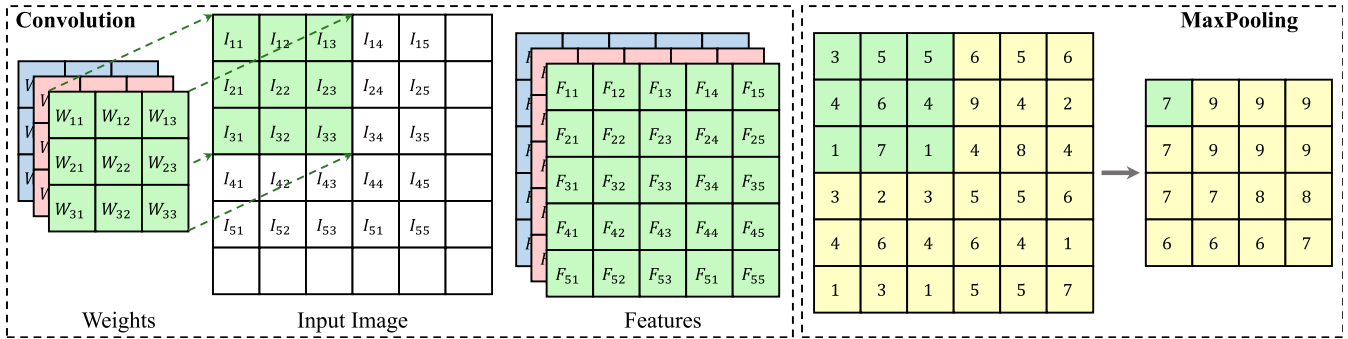 Convolution
W W
W₁₁ W₁₂ W₁₃
W₂₁ W₂₂ W₂₃
W₃₁ W₃₂ W₃₃
Weights
I₁₁ I₁₂ I₁₃ I₁₄ I₁₅
I₂₁ I₂₂ I₂₃ I₂₄ I₂₅
I₃₁ I₃₂ I₃₃ I₃₄ I₃₅
I₄₁ I₄₂ I₄₃ I₄₄ I₄₅
I₅₁ I₅₂ I₅₃ I₅₁ I₅₅
Input Image
F₁₁ F₁₂ F₁₃ F₁₄ F₁₅
F₂₁ F₂₂ F₂₃ F₂₄ F₂₅
F₃₁ F₃₂ F₃₃ F₃₄ F₃₅
F₄₁ F₄₂ F₄₃ F₄₄ F₄₅
F₅₁ F₅₂ F₅₃ F₅₁ F₅₅
Features
MaxPooling
3 5 5 6 5 6
4 6 4 9 4 2
1 7 1 4 8 4
3 2 3 5 5 6
4 6 4 6 4 1
1 3 1 5 5 7
7 9 9 9
7 9 9 9
7 7 8 8
6 6 6 7